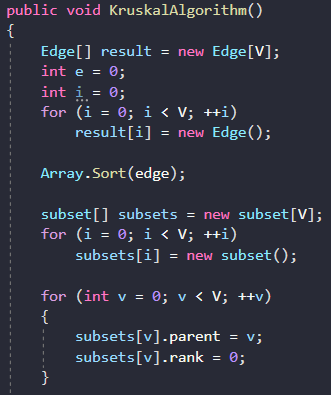 public void KruskalAlgorithm()
{
    Edge[] result = new Edge[V];
    int e = 0;
    int i = 0;
    for (i = 0; i < V; ++i)
        result[i] = new Edge();

    Array.Sort(edge);

    subset[] subsets = new subset[V];
    for (i = 0; i < V; ++i)
        subsets[i] = new subset();

    for (int v = 0; v < V; ++v)
    {
        subsets[v].parent = v;
        subsets[v].rank = 0;
    }